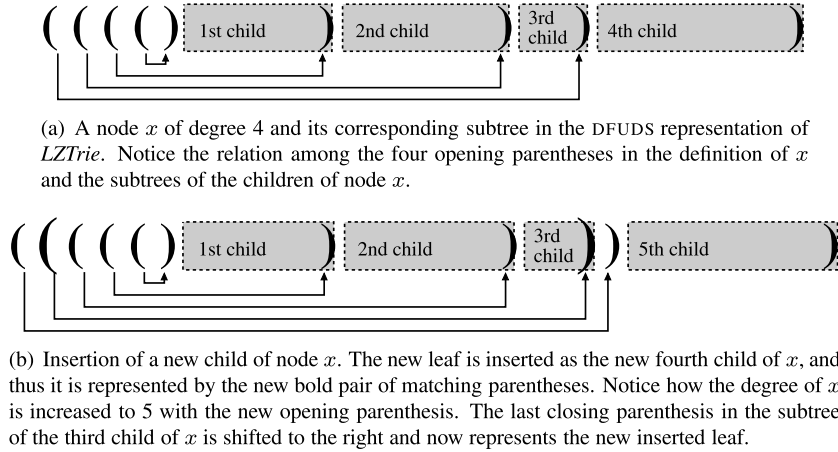 ( ( ( ( ) 1st child ) 2nd child ) 3rd child ) 4th child )
(a) A node x of degree 4 and its corresponding subtree in the DFUDS representation of
LZTrie. Notice the relation among the four opening parentheses in the definition of x
and the subtrees of the children of node x.
( ( ( ( ( ) 1st child ) 2nd child ) 3rd child ) ) 5th child )
(b) Insertion of a new child of node x. The new leaf is inserted as the new fourth child of x, and
thus it is represented by the new bold pair of matching parentheses. Notice how the degree of x
is increased to 5 with the new opening parenthesis. The last closing parenthesis in the subtree
of the third child of x is shifted to the right and now represents the new inserted leaf.